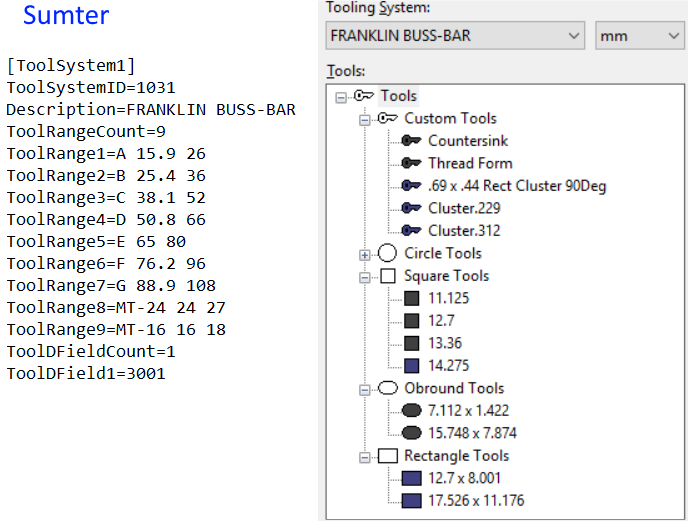 Sumter
[ToolSystem1]
ToolSystemID=1031
Description=FRANKLIN BUSS-BAR
ToolRangeCount=9
ToolRange1=A 15.9 26
ToolRange2=B 25.4 36
ToolRange3=C 38.1 52
ToolRange4=D 50.8 66
ToolRange5=E 65 80
ToolRange6=F 76.2 96
ToolRange7=G 88.9 108
ToolRange8=MT-24 24 27
ToolRange9=MT-16 16 18
ToolDFieldCount=1
ToolDField1=3001
Tooling System:
FRANKLIN BUSS-BAR mm
Tools:
Tools
Custom Tools
Countersink
Thread Form
.69 x .44 Rect Cluster 90Deg
Cluster.229
Cluster.312
Circle Tools
Square Tools
11.125
12.7
13.36
14.275
Obround Tools
7.112 x 1.422
15.748 x 7.874
Rectangle Tools
12.7 x 8.001
17.526 x 11.176